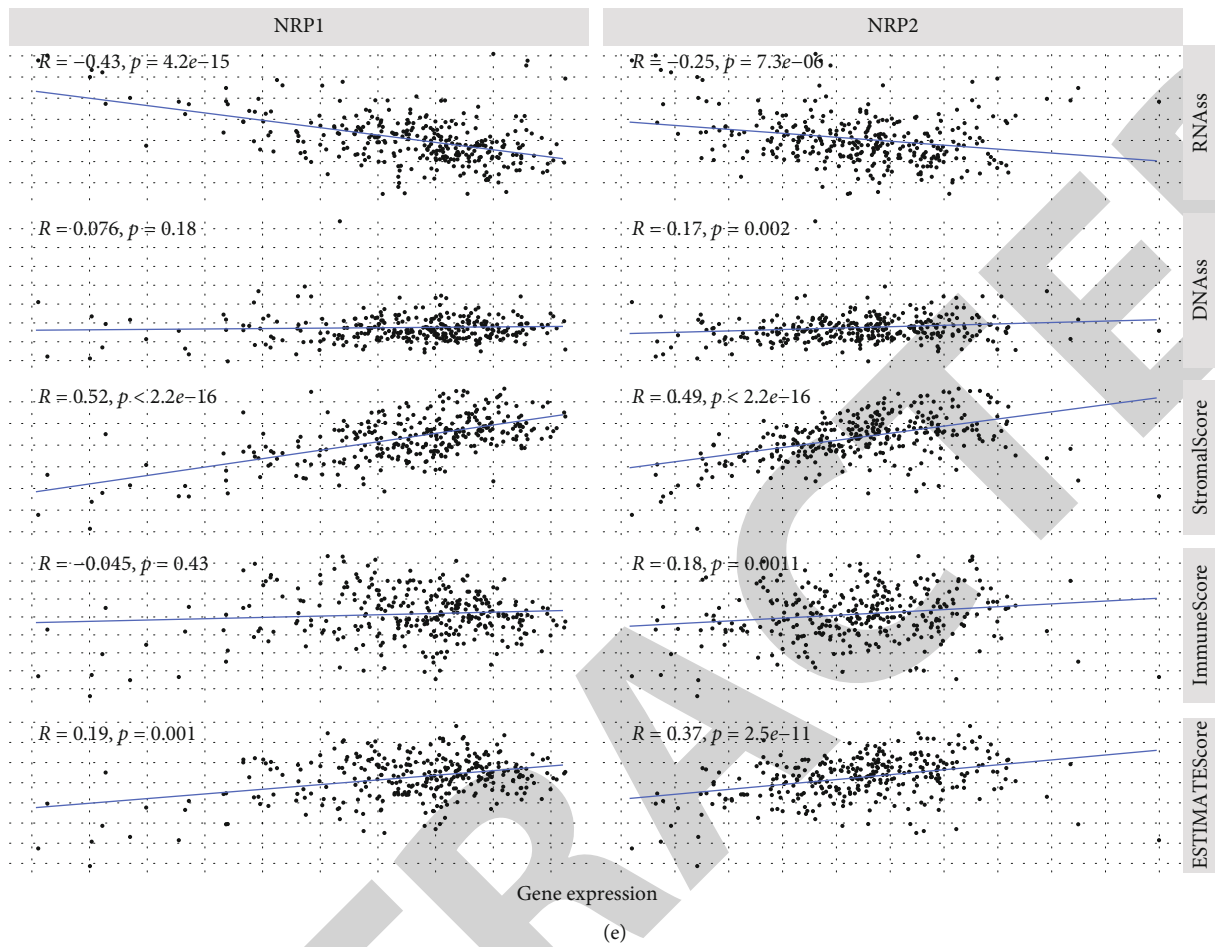 NRP1 NRP2
R = −0.43, p = 4.2e−15 R = −0.25, p = 7.3e−06 RNAss
R = 0.076, p = 0.18 R = 0.17, p = 0.002 DNAss
R = 0.52, p < 2.2e−16 R = 0.49, p < 2.2e−16 StromalScore
R = −0.045, p = 0.43 R = 0.18, p = 0.0011 ImmuneScore
R = 0.19, p = 0.001 R = 0.37, p = 2.5e−11 ESTIMATEScore
Gene expression
(e)
TRACTE